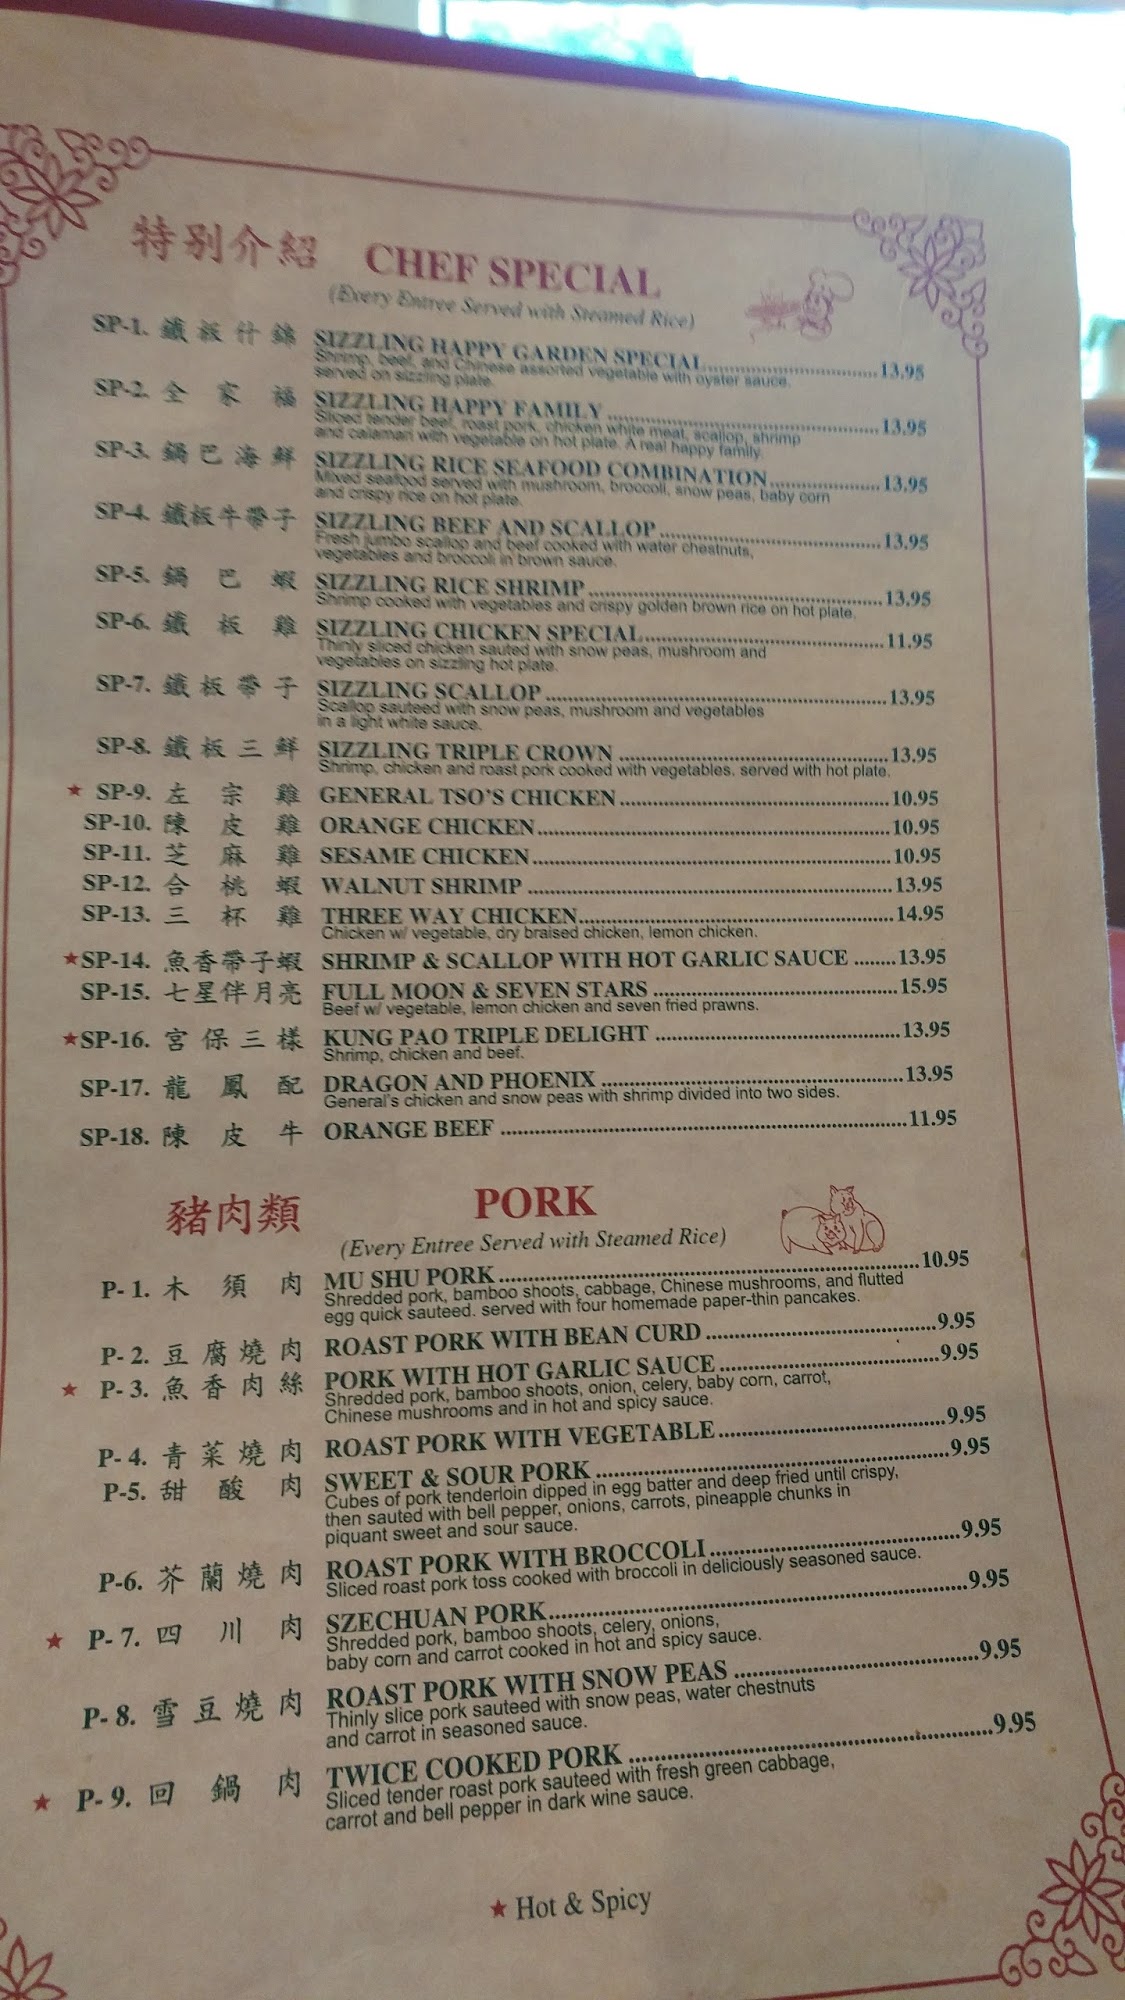 特别介紹 CHEF SPECIAL
(Every Entree Served with Steamed Rice)
SP-1. 鐵板什錦 SIZZLING HAPPY GARDEN SPECIAL 13.95
Shrimp, beef, and Chinese assorted vegetable with oyster sauce.
served on sizzling plate.
SP-2. 全家福 SIZZLING HAPPY FAMILY 13.95
Sliced tender beef, roast pork, chicken white meat, scallop, shrimp
and calamari with vegetable on hot plate. A real happy family.
SP-3. 鍋巴海鮮 SIZZLING RICE SEAFOOD COMBINATION 13.95
Mixed seafood served with mushroom, broccoli, snow peas, baby corn
and crispy rice on hot plate.
SP-4. 鐵板牛帶子 SIZZLING BEEF AND SCALLOP 13.95
Fresh jumbo scallop and beef cooked with water chestnuts,
vegetables and broccoli in brown sauce.
SP-5. 鍋巴蝦 SIZZLING RICE SHRIMP 13.95
Shrimp cooked with vegetables and crispy golden brown rice on hot plate.
SP-6. 鐵板雞 SIZZLING CHICKEN SPECIAL 11.95
Thinly sliced chicken sauted with snow peas, mushroom and
vegetables on sizzling hot plate.
SP-7. 鐵板帶子 SIZZLING SCALLOP 13.95
Scallop sauteed with snow peas, mushroom and vegetables
in a light white sauce.
SP-8. 鐵板三鮮 SIZZLING TRIPLE CROWN 13.95
Shrimp, chicken and roast pork cooked with vegetables. served with hot plate.
★ SP-9. 左宗雞 GENERAL TSO'S CHICKEN 10.95
SP-10. 陳皮雞 ORANGE CHICKEN 10.95
SP-11. 芝麻雞 SESAME CHICKEN 10.95
SP-12. 合桃蝦 WALNUT SHRIMP 13.95
SP-13. 三杯雞 THREE WAY CHICKEN 14.95
Chicken w/ vegetable, dry braised chicken, lemon chicken.
★ SP-14. 魚香帶子蝦 SHRIMP & SCALLOP WITH HOT GARLIC SAUCE 13.95
SP-15. 七星伴月亮 FULL MOON & SEVEN STARS 15.95
Beef w/ vegetable, lemon chicken and seven fried prawns.
★ SP-16. 宮保三樣 KUNG PAO TRIPLE DELIGHT 13.95
Shrimp, chicken and beef.
SP-17. 龍鳳配 DRAGON AND PHOENIX 13.95
General's chicken and snow peas with shrimp divided into two sides.
SP-18. 陳皮牛 ORANGE BEEF 11.95
豬肉類 PORK
(Every Entree Served with Steamed Rice)
P- 1. 木須肉 MU SHU PORK 10.95
Shredded pork, bamboo shoots, cabbage, Chinese mushrooms, and flutted
egg quick sauteed. served with four homemade paper-thin pancakes.
P- 2. 豆腐燒肉 ROAST PORK WITH BEAN CURD 9.95
★ P- 3. 魚香肉絲 PORK WITH HOT GARLIC SAUCE 9.95
Shredded pork, bamboo shoots, onion, celery, baby corn, carrot,
Chinese mushrooms and in hot and spicy sauce.
P- 4. 青菜燒肉 ROAST PORK WITH VEGETABLE 9.95
P-5. 甜酸肉 SWEET & SOUR PORK 9.95
Cubes of pork tenderloin dipped in egg batter and deep fried until crispy,
then sauted with bell pepper, onions, carrots, pineapple chunks in
piquant sweet and sour sauce.
P-6. 芥蘭燒肉 ROAST PORK WITH BROCCOLI 9.95
Sliced roast pork toss cooked with broccoli in deliciously seasoned sauce.
★ P- 7. 四川肉 SZECHUAN PORK 9.95
Shredded pork, bamboo shoots, celery, onions,
baby corn and carrot cooked in hot and spicy sauce.
P- 8. 雪豆燒肉 ROAST PORK WITH SNOW PEAS 9.95
Thinly slice pork sauteed with snow peas, water chestnuts
and carrot in seasoned sauce.
★ P- 9. 回鍋肉 TWICE COOKED PORK 9.95
Sliced tender roast pork sauteed with fresh green cabbage,
carrot and bell pepper in dark wine sauce.
★ Hot & Spicy